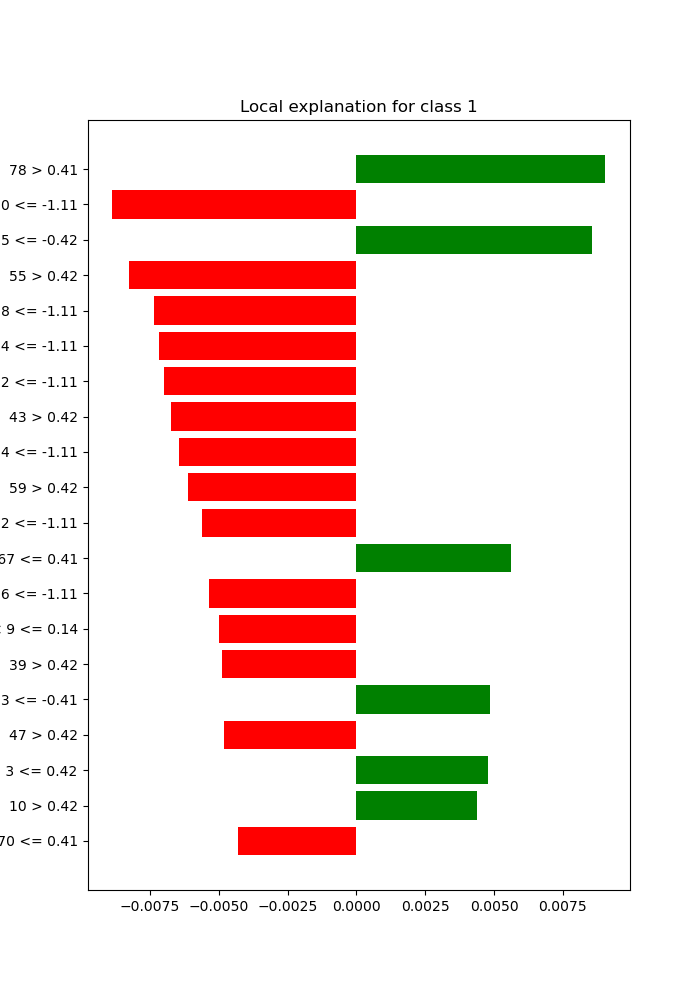 Local explanation for class 1
78 > 0.41
0 <= -1.11
5 <= -0.42
55 > 0.42
8 <= -1.11
4 <= -1.11
2 <= -1.11
43 > 0.42
4 <= -1.11
59 > 0.42
2 <= -1.11
67 <= 0.41
6 <= -1.11
9 <= 0.14
39 > 0.42
3 <= -0.41
47 > 0.42
3 <= 0.42
10 > 0.42
70 <= 0.41
−0.0075 −0.0050 −0.0025 0.0000 0.0025 0.0050 0.0075